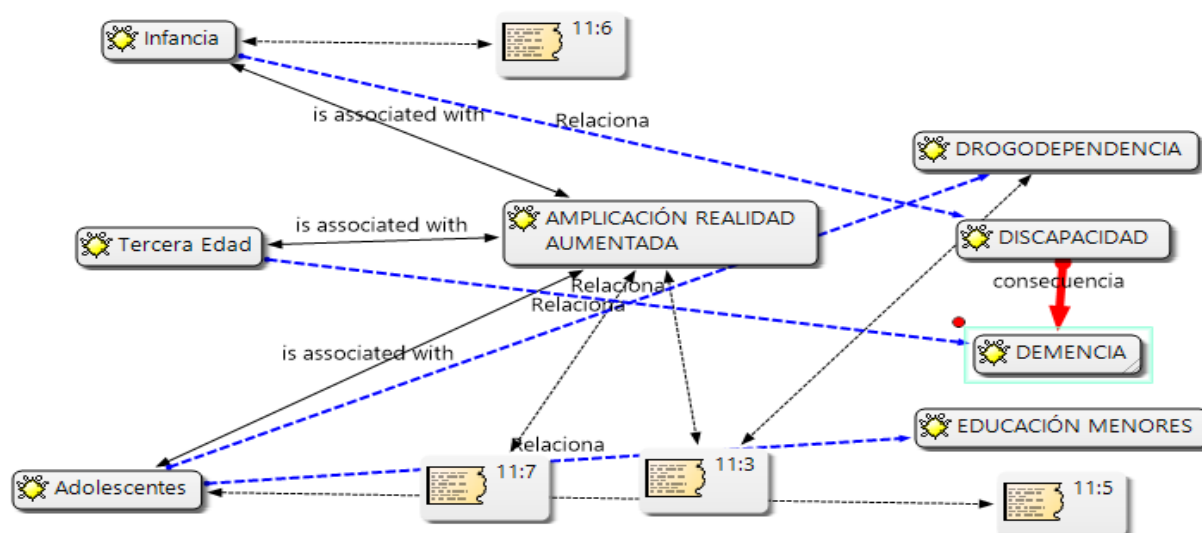 Infancia
11:6
is associated with
Relaciona
DROGODEPENDENCIA
AMPLICACIÓN REALIDAD
AUMENTADA
is associated with
Tercera Edad
DISCAPACIDAD
consecuencia
Relaciona
Relaciona
is associated with
DEMENCIA
EDUCACIÓN MENORES
Relaciona
11:7
11:3
Adolescentes
11:5